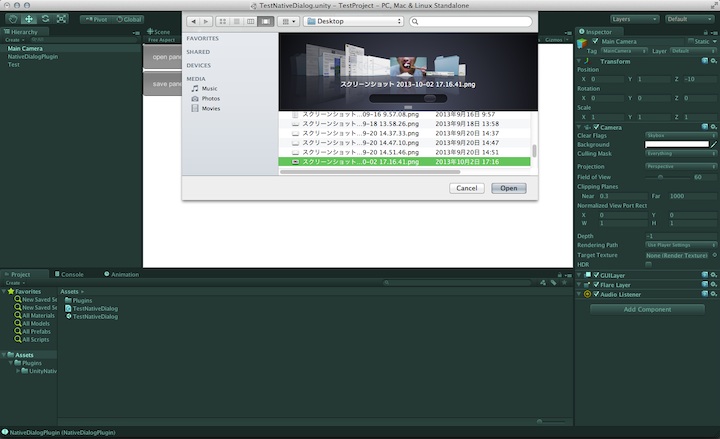 TestNativeDialog.unity – TestProject – PC, Mac & Linux Standalone
Pivot
Global
Layers
Default
Desktop
Hierarchy
Create
Main Camera
NativeDialogPlugin
Test
Scene
Free Aspect
Gizmos
open pane
save pane
FAVORITES
SHARED
DEVICES
MEDIA
Music
Photos
Movies
スクリーンショット 2013-10-02 17.16.41.png
スクリーンショット...09-16 9.57.08.png 2013年9月16日 9:57
スクリーンショット...9-18 13.58.26.png 2013年9月18日 13:58
スクリーンショット...9-20 14.37.33.png 2013年9月20日 14:37
スクリーンショット...9-20 14.47.10.png 2013年9月20日 14:47
スクリーンショット...9-20 14.51.46.png 2013年9月20日 14:51
スクリーンショット...0-02 17.16.41.png 2013年10月2日 17:16
Cancel
Open
Inspector
Main Camera
Static
Tag MainCamera Layer Default
Transform
Position
X 0 Y 1 Z -10
Rotation
X 0 Y 0 Z 0
Scale
X 1 Y 1 Z 1
Camera
Clear Flags Skybox
Background
Culling Mask Everything
Projection Perspective
Field of View 60
Clipping Planes
Near 0.3 Far 1000
Normalized View Port Rect
X 0 Y 0
W 1 H 1
Depth -1
Rendering Path Use Player Settings
Target Texture None (Render Texture
HDR
GUILayer
Flare Layer
Audio Listener
Add Component
Project
Console
Animation
Create
Favorites
New Saved Se
New Saved Se
All Materials
All Models
All Prefabs
All Scripts
Assets
Plugins
UnityNativ
Assets
Plugins
TestNativeDialog
TestNativeDialog
NativeDialogPlugin (NativeDialogPlugin)